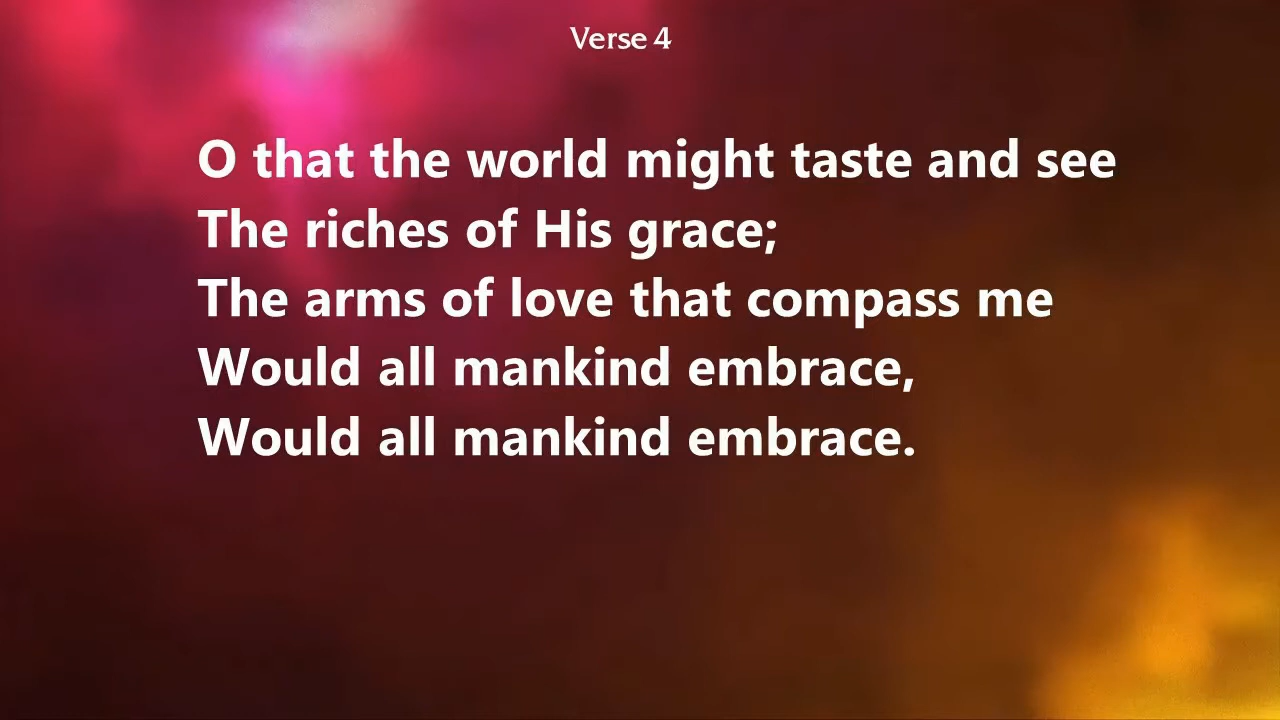 Verse 4
O that the world might taste and see
The riches of His grace;
The arms of love that compass me
Would all mankind embrace,
Would all mankind embrace.